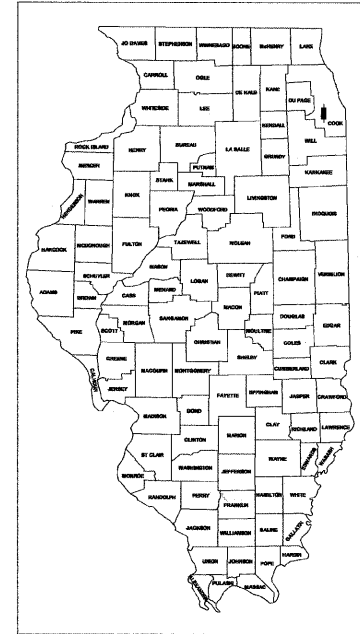 JO DAVIESS STEPHENSON WINNEBAGO BOONE McHENRY LAKE
CARROLL OGLE DE KALB KANE DU PAGE COOK
WHITESIDE LEE KENDALL WILL
ROCK ISLAND HENRY BUREAU LA SALLE GRUNDY
MERCER PUTNAM KANKAKEE
STARK MARSHALL LIVINGSTON
HENDERSON WARREN KNOX PEORIA WOODFORD IROQUOIS
HANCOCK McDONOUGH FULTON TAZEWELL McLEAN FORD
SCHUYLER MASON LOGAN DEWITT CHAMPAIGN VERMILION
ADAMS BROWN CASS MENARD MACON PIATT
PIKE SCOTT MORGAN SANGAMON MOULTRIE DOUGLAS EDGAR
CHRISTIAN COLES
GREENE SHELBY CUMBERLAND CLARK
CALHOUN JERSEY MACOUPIN MONTGOMERY
FAYETTE EFFINGHAM JASPER CRAWFORD
MADISON BOND CLAY RICHLAND LAWRENCE
CLINTON MARION
ST CLAIR WAYNE EDWARDS WABASH
MONROE WASHINGTON JEFFERSON
RANDOLPH PERRY FRANKLIN HAMILTON WHITE
JACKSON WILLIAMSON SALINE GALLATIN
UNION JOHNSON POPE HARDIN
ALEXANDER PULASKI MASSAC